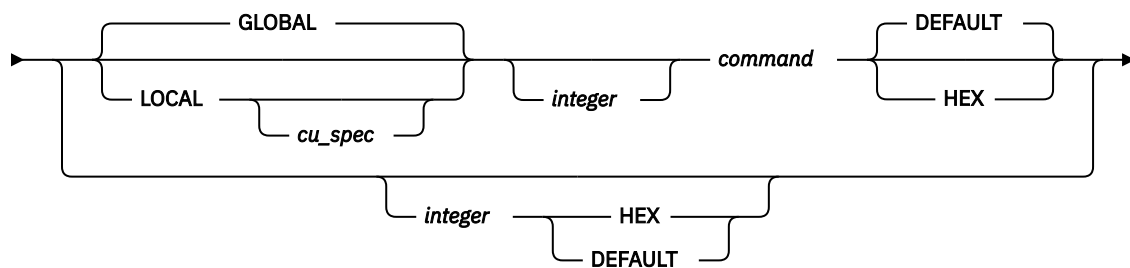 GLOBAL
DEFAULT
command
LOCAL
integer
HEX
cu_spec
integer
HEX
DEFAULT